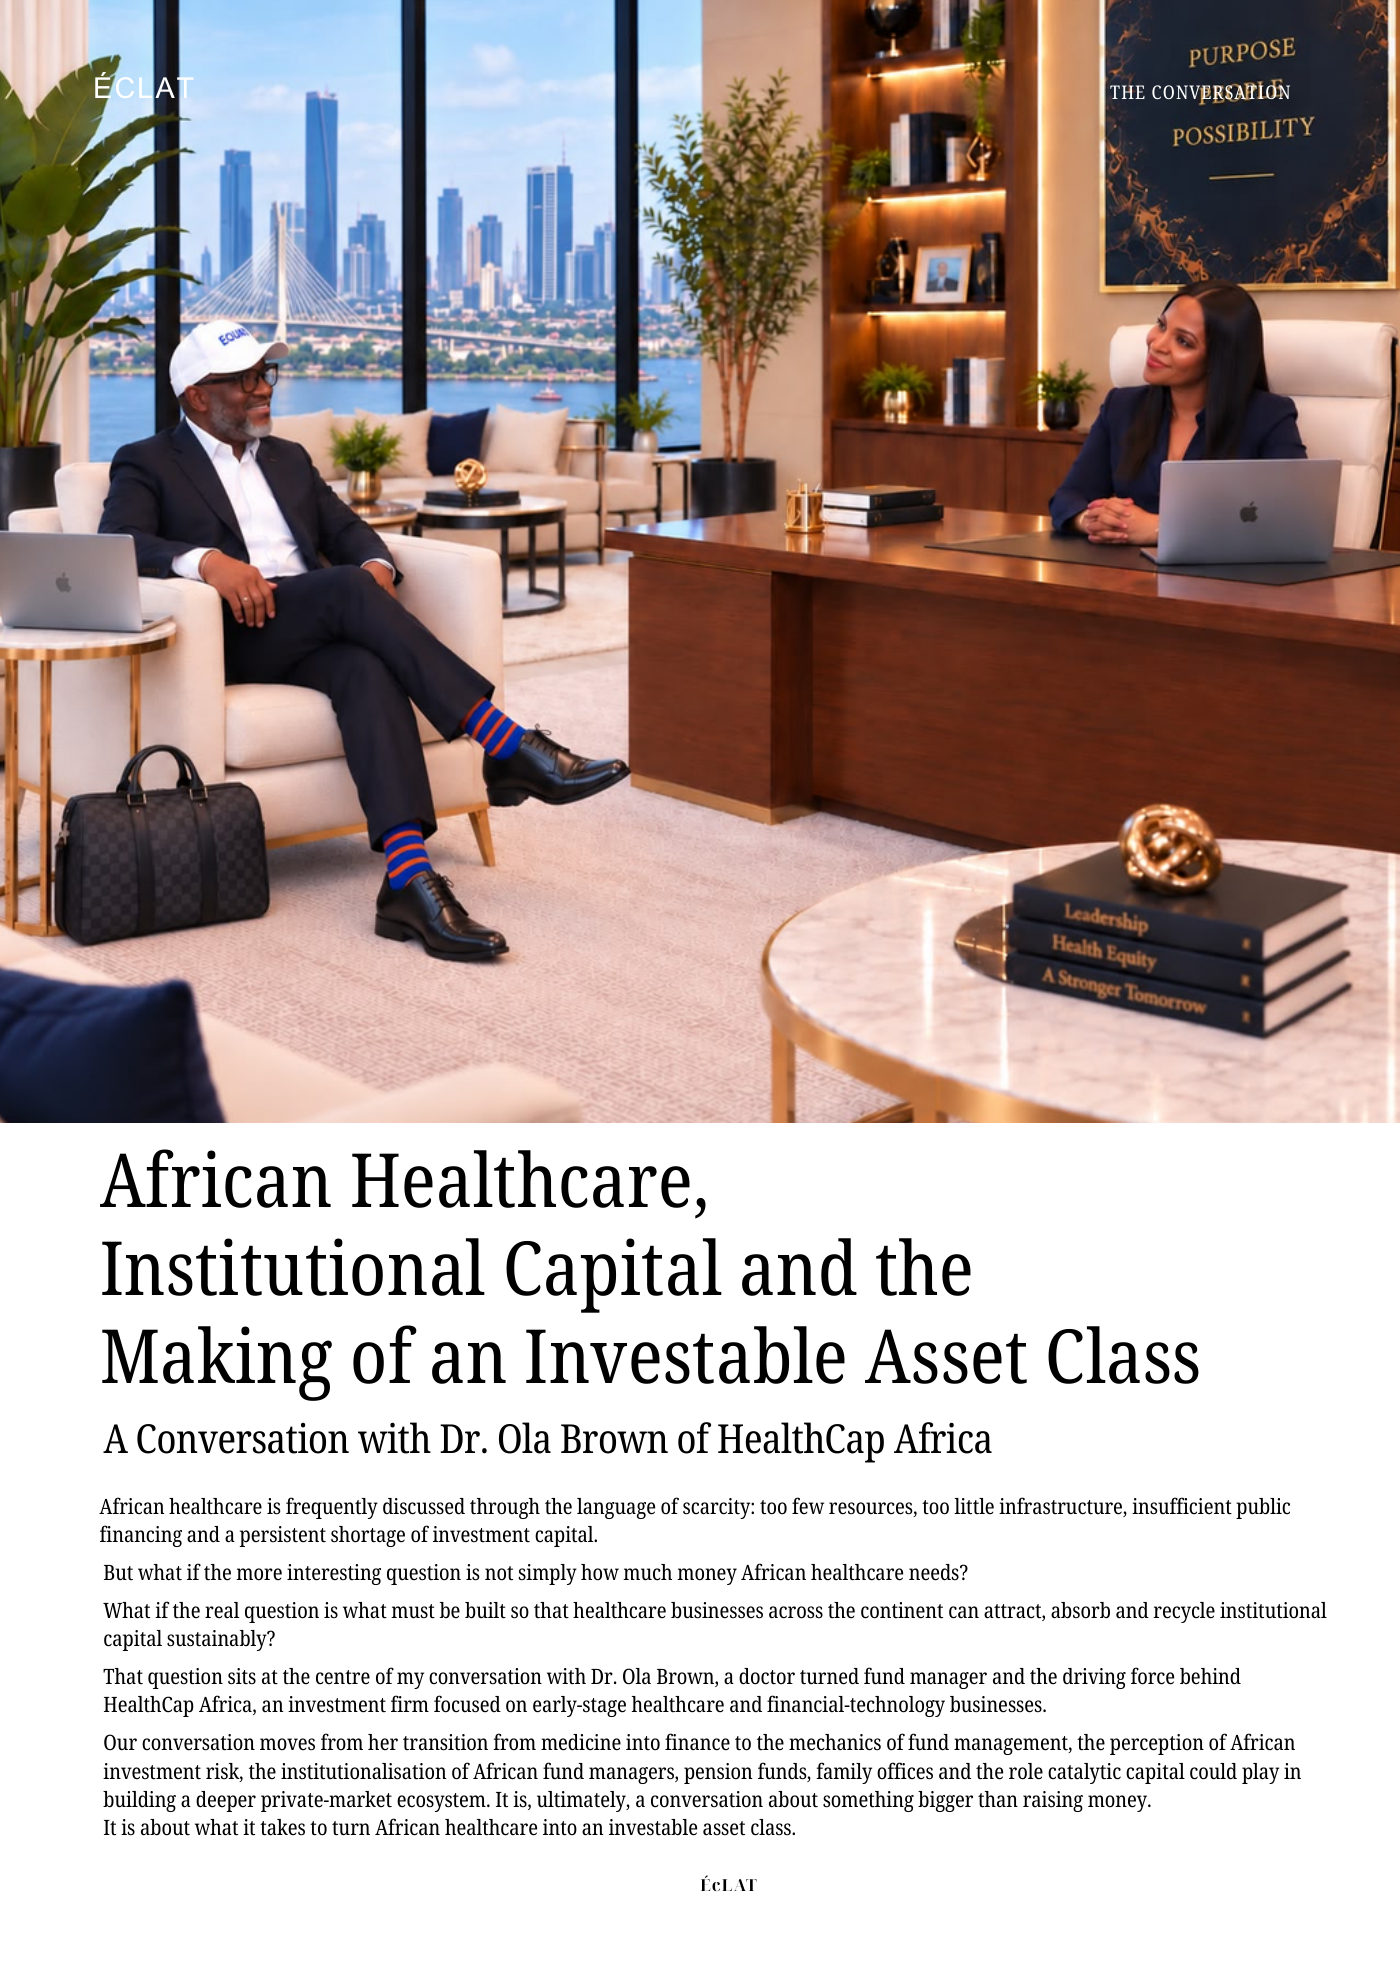 ÉCLAT
THE CONVERSATION
PURPOSE
PEOPLE
POSSIBILITY
EQUA
Leadership
Health Equity
A Stronger Tomorrow
African Healthcare,
Institutional Capital and the
Making of an Investable Asset Class
A Conversation with Dr. Ola Brown of HealthCap Africa
African healthcare is frequently discussed through the language of scarcity: too few resources, too little infrastructure, insufficient public
financing and a persistent shortage of investment capital.
But what if the more interesting question is not simply how much money African healthcare needs?
What if the real question is what must be built so that healthcare businesses across the continent can attract, absorb and recycle institutional
capital sustainably?
That question sits at the centre of my conversation with Dr. Ola Brown, a doctor turned fund manager and the driving force behind
HealthCap Africa, an investment firm focused on early-stage healthcare and financial-technology businesses.
Our conversation moves from her transition from medicine into finance to the mechanics of fund management, the perception of African
investment risk, the institutionalisation of African fund managers, pension funds, family offices and the role catalytic capital could play in
building a deeper private-market ecosystem. It is, ultimately, a conversation about something bigger than raising money.
It is about what it takes to turn African healthcare into an investable asset class.
ÉcLAT